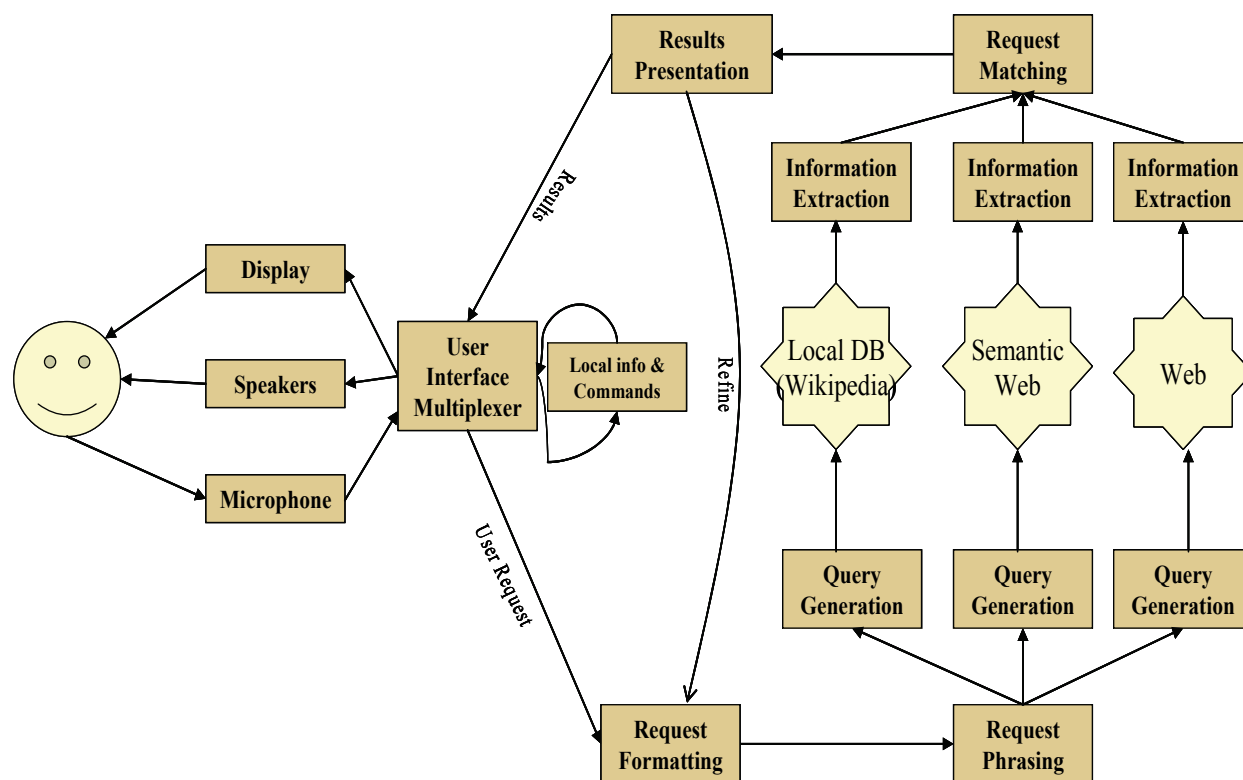 Results
Presentation
Request
Matching
Information
Extraction
Information
Extraction
Information
Extraction
Results
Display
User
Interface
Multiplexer
Local info &
Commands
Speakers
Microphone
Refine
Local DB
(Wikipedia)
Semantic
Web
Web
User Request
Query
Generation
Query
Generation
Query
Generation
Request
Formatting
Request
Phrasing